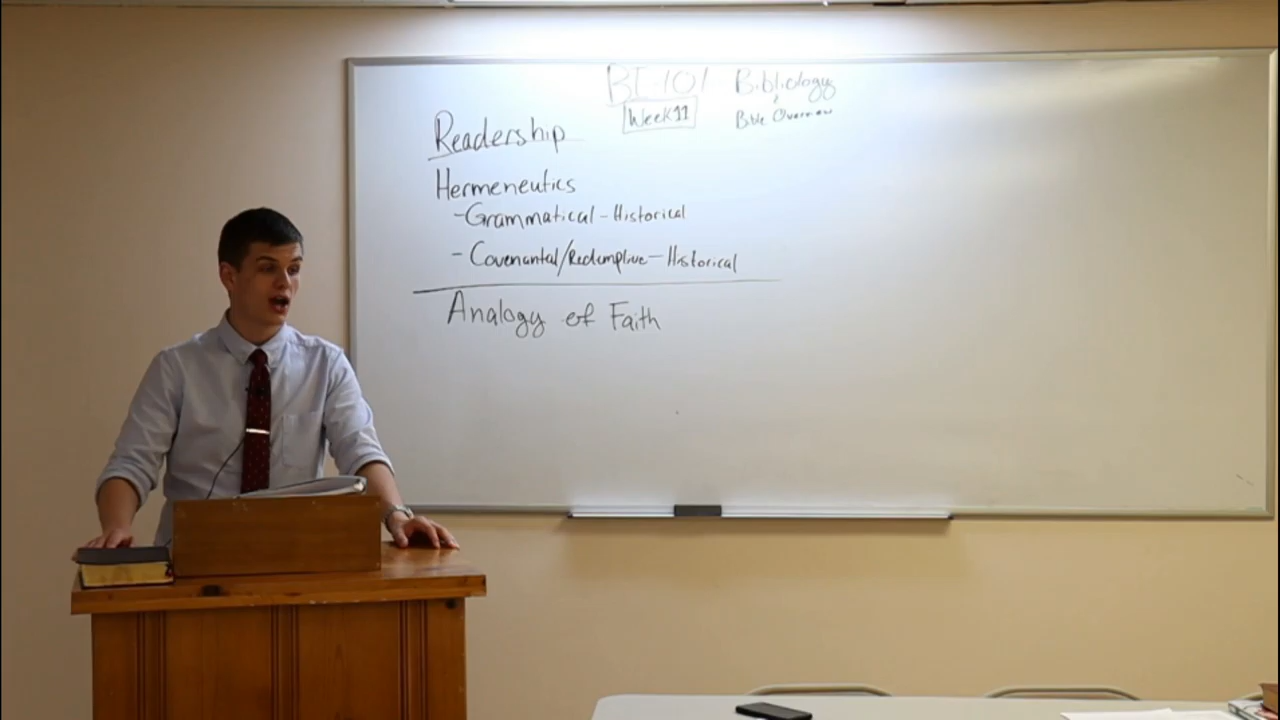 BI-101 Bibliology
&
Week 11
Bible Overview
Readership
Hermeneutics
-Grammatical-Historical
-Covenantal/Redemptive-Historical
Analogy of Faith